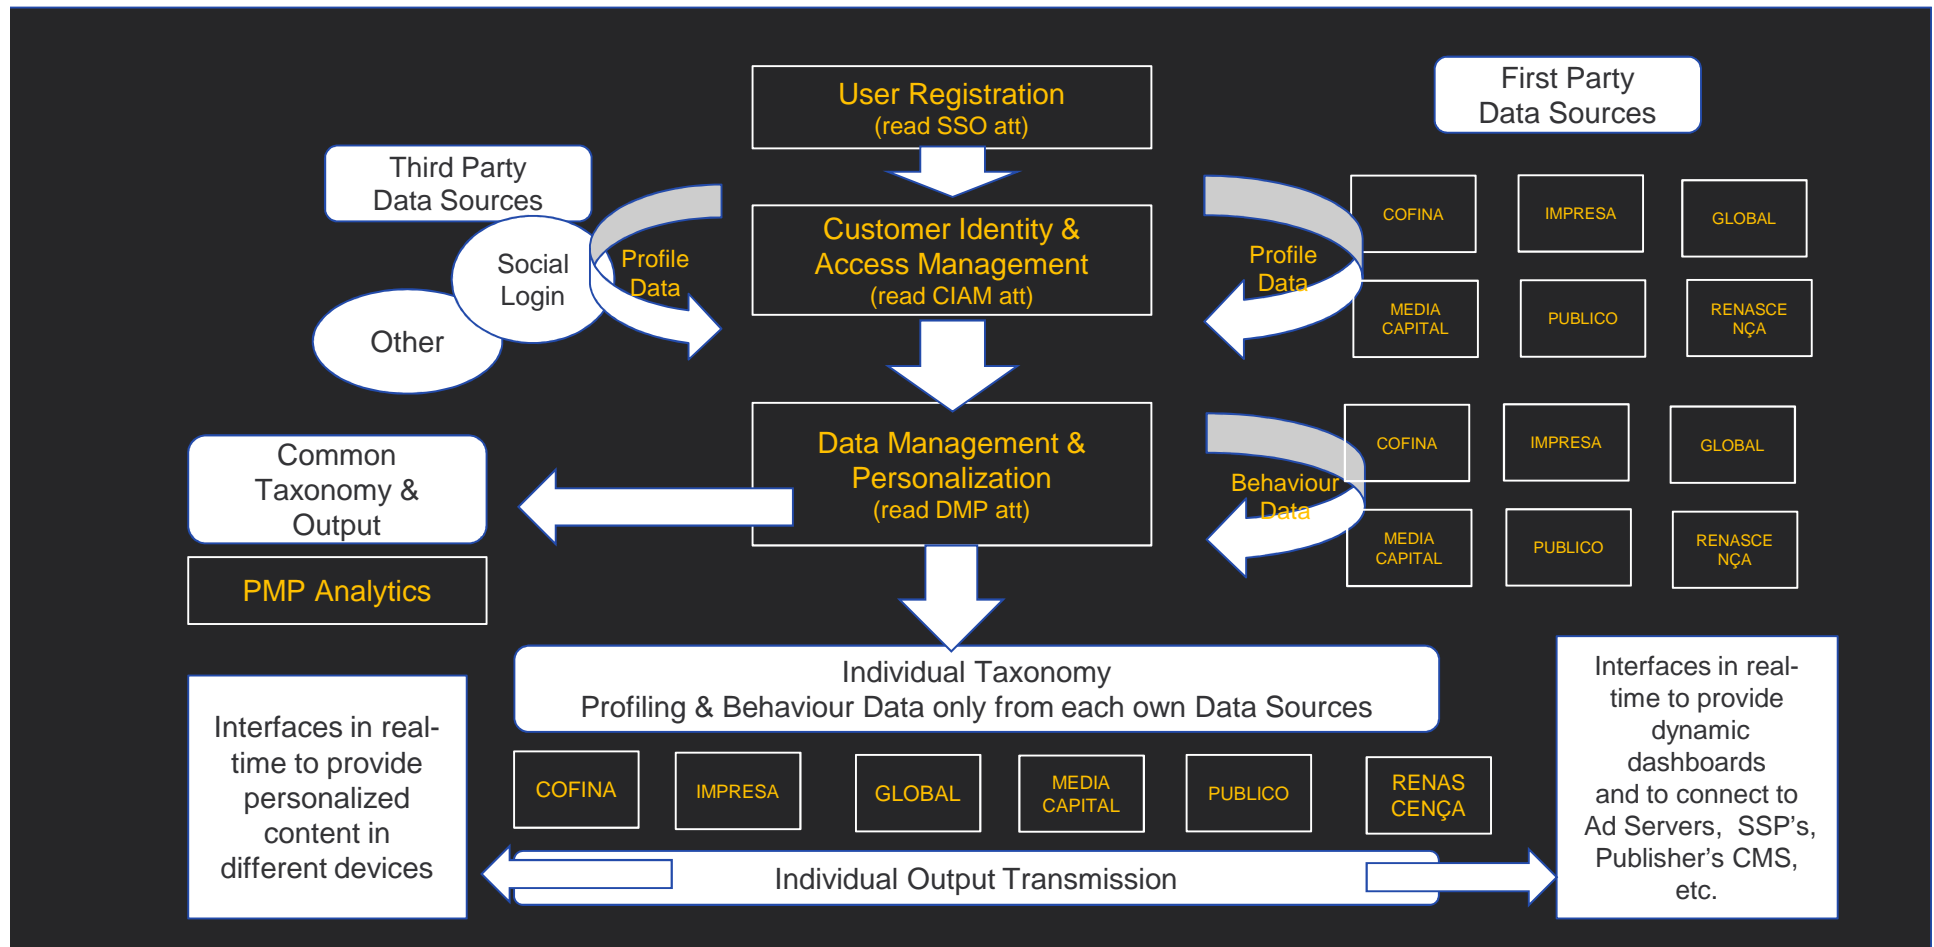 User Registration
(read SSO att)
First Party
Data Sources
Third Party
Data Sources
Social
Login
Other
Profile
Data
Customer Identity &
Access Management
(read CIAM att)
Profile
Data
COFINA
IMPRESA
GLOBAL
MEDIA
CAPITAL
PUBLICO
RENASCE
NÇA
Common
Taxonomy &
Output
PMP Analytics
Data Management &
Personalization
(read DMP att)
Behaviour
Data
COFINA
IMPRESA
GLOBAL
MEDIA
CAPITAL
PUBLICO
RENASCE
NÇA
Individual Taxonomy
Profiling & Behaviour Data only from each own Data Sources
COFINA
IMPRESA
GLOBAL
MEDIA
CAPITAL
PUBLICO
RENAS
CENÇA
Individual Output Transmission
Interfaces in real-
time to provide
personalized
content in
different devices
Interfaces in real-
time to provide
dynamic
dashboards
and to connect to
Ad Servers, SSP's,
Publisher's CMS,
etc.